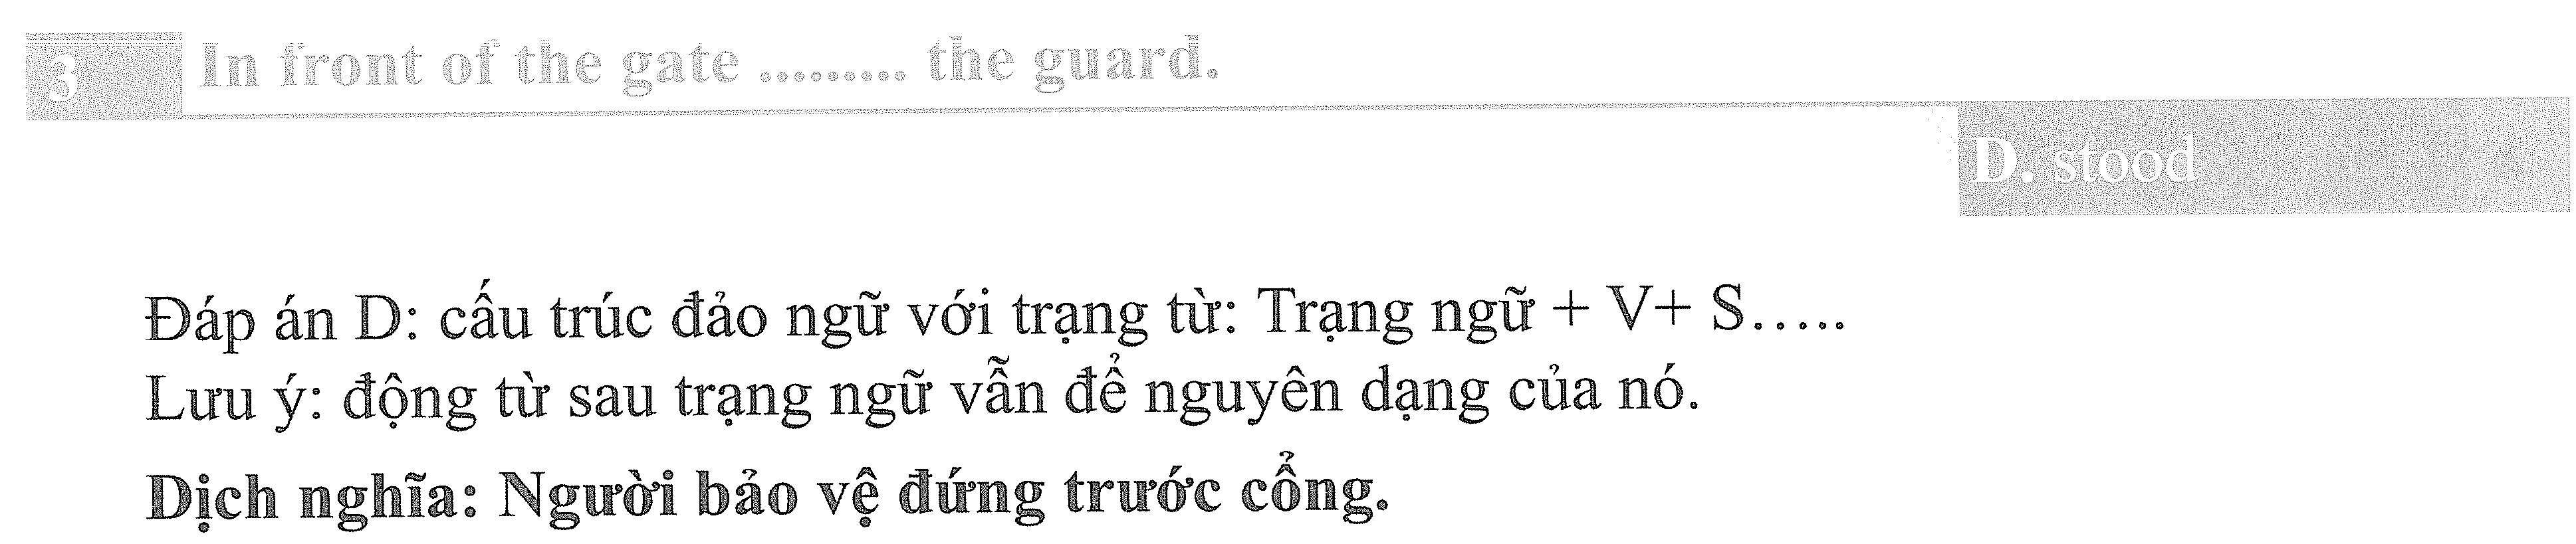 3 In front of the gate ......... the guard.
D. stood
Đáp án D: cấu trúc đảo ngữ với trạng từ: Trạng ngữ + V+ S.....
Lưu ý: động từ sau trạng ngữ vẫn để nguyên dạng của nó.
Dịch nghĩa: Người bảo vệ đứng trước cổng.